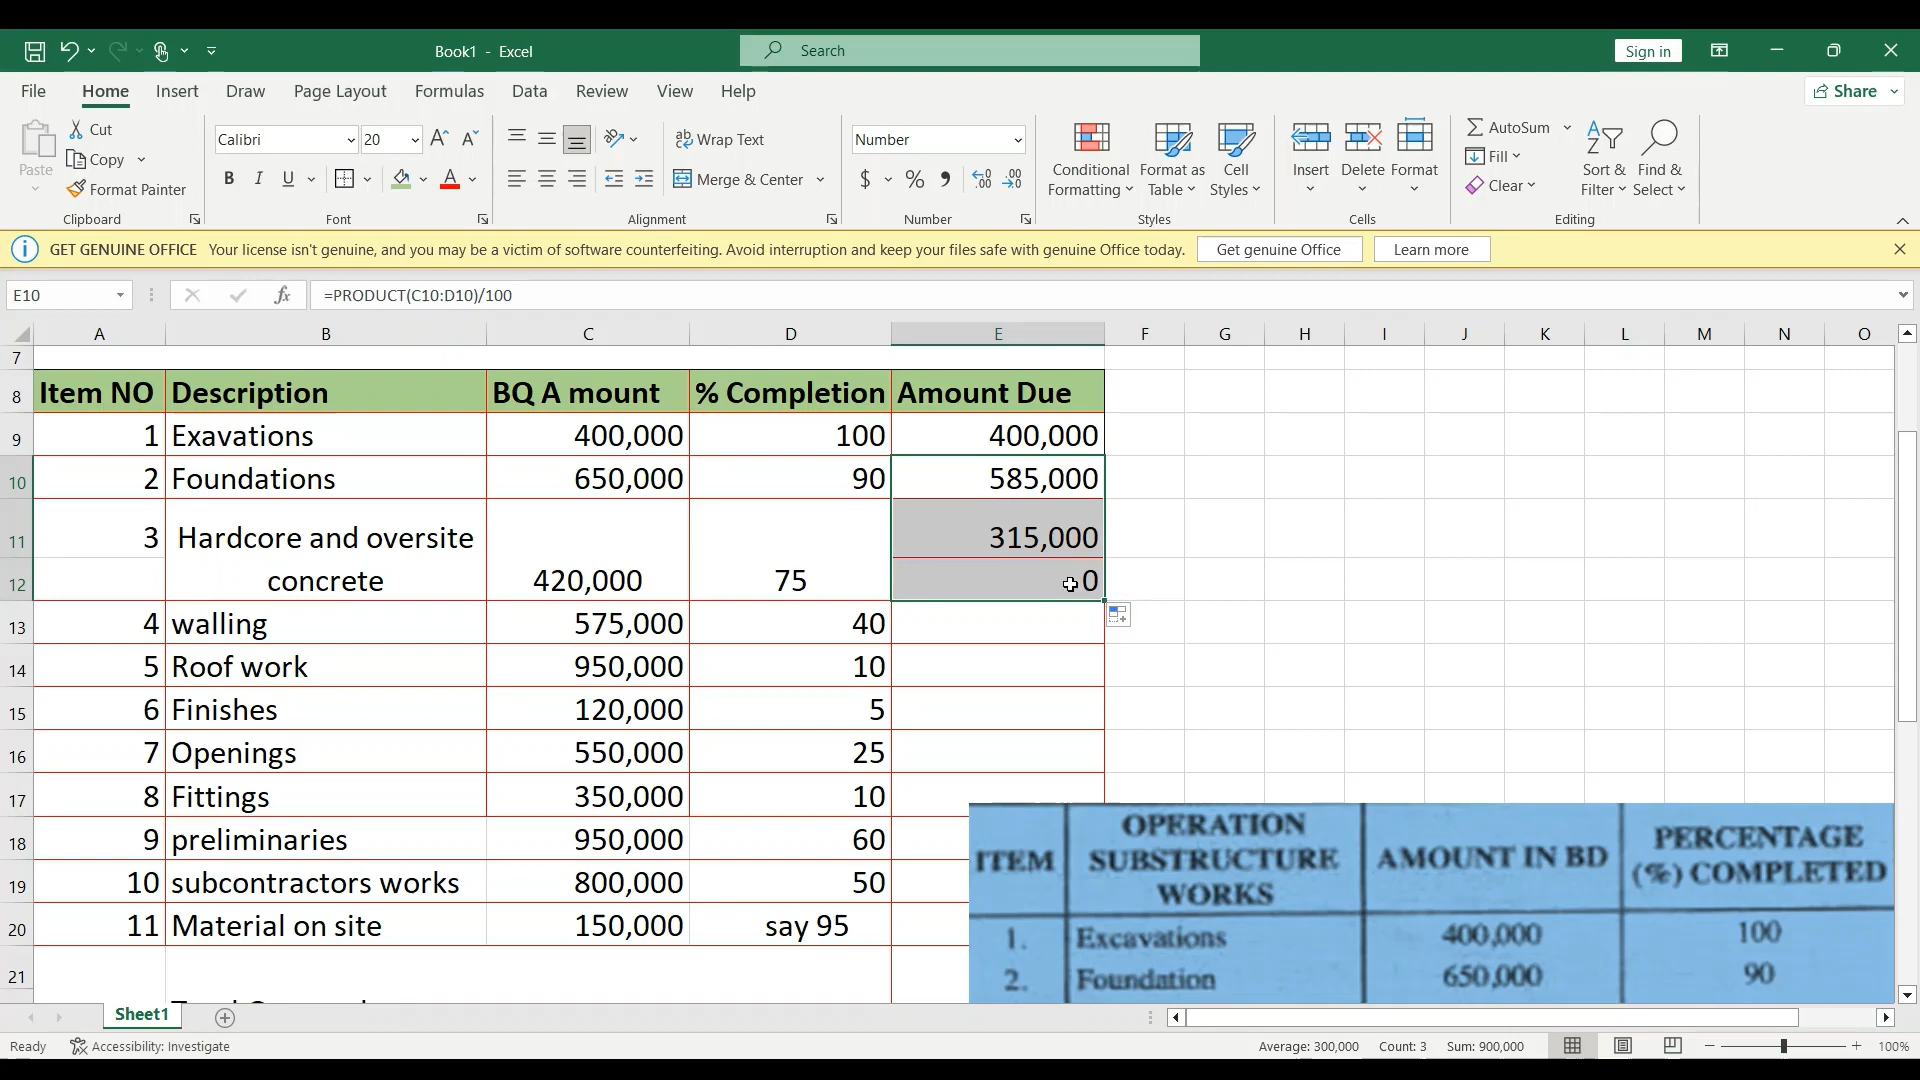 Book1 - Excel
Search
Sign in
File Home Insert Draw Page Layout Formulas Data Review View Help
Share
Paste
Cut
Copy
Format Painter
Clipboard
Calibri 20
B I U
Font
Wrap Text
Merge & Center
Alignment
Number
$ % ,
Number
Conditional Formatting
Format as Table
Cell Styles
Styles
Insert Delete Format
Cells
AutoSum
Fill
Clear
Sort & Filter
Find & Select
Editing
GET GENUINE OFFICE Your license isn't genuine, and you may be a victim of software counterfeiting. Avoid interruption and keep your files safe with genuine Office today. Get genuine Office Learn more
E10 fx =PRODUCT(C10:D10)/100
A B C D E F G H I J K L M N O
7
8 Item NO Description BQ A mount % Completion Amount Due
9 1 Exavations 400,000 100 400,000
10 2 Foundations 650,000 90 585,000
11 3 Hardcore and oversite 315,000
12 concrete 420,000 75 0
13 4 walling 575,000 40
14 5 Roof work 950,000 10
15 6 Finishes 120,000 5
16 7 Openings 550,000 25
17 8 Fittings 350,000 10
18 9 preliminaries 950,000 60
19 10 subcontractors works 800,000 50
20 11 Material on site 150,000 say 95
21
ITEM OPERATION SUBSTRUCTURE WORKS AMOUNT IN BD PERCENTAGE (%) COMPLETED
1. Excavations 400,000 100
2. Foundation 650,000 90
Sheet1
Ready Accessibility: Investigate Average: 300,000 Count: 3 Sum: 900,000 100%